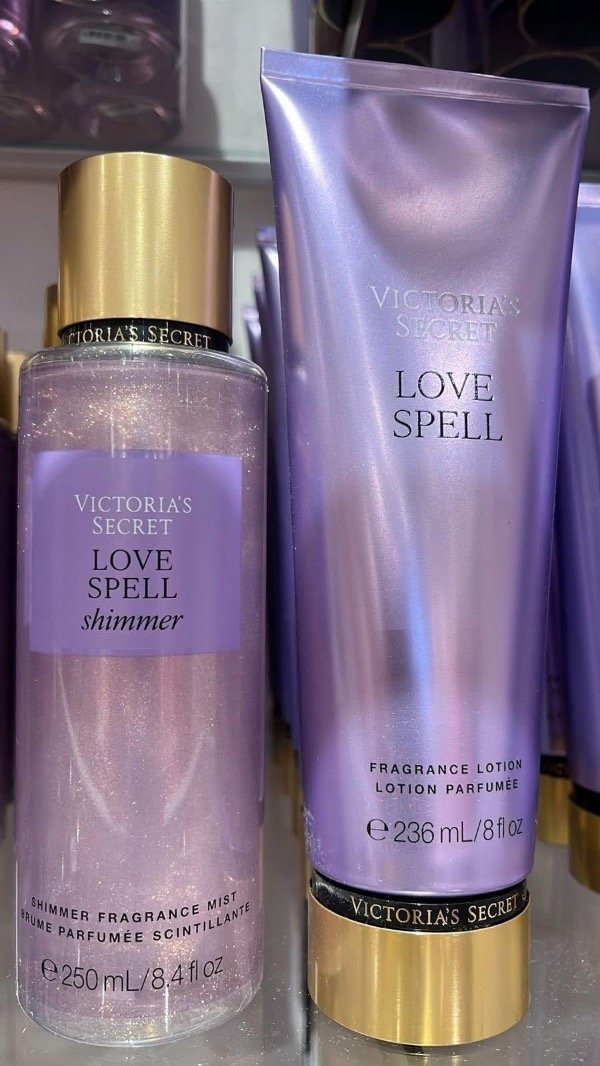 VICTORIA'S SECRET
VICTORIA'S
SECRET
LOVE
SPELL
shimmer
SHIMMER FRAGRANCE MIST
BRUME PARFUMÉE SCINTILLANTE
℮ 250 mL/8.4 fl oz
VICTORIA'S
SECRET
LOVE
SPELL
FRAGRANCE LOTION
LOTION PARFUMÉE
℮ 236 mL/8 fl oz
VICTORIA'S SECRET